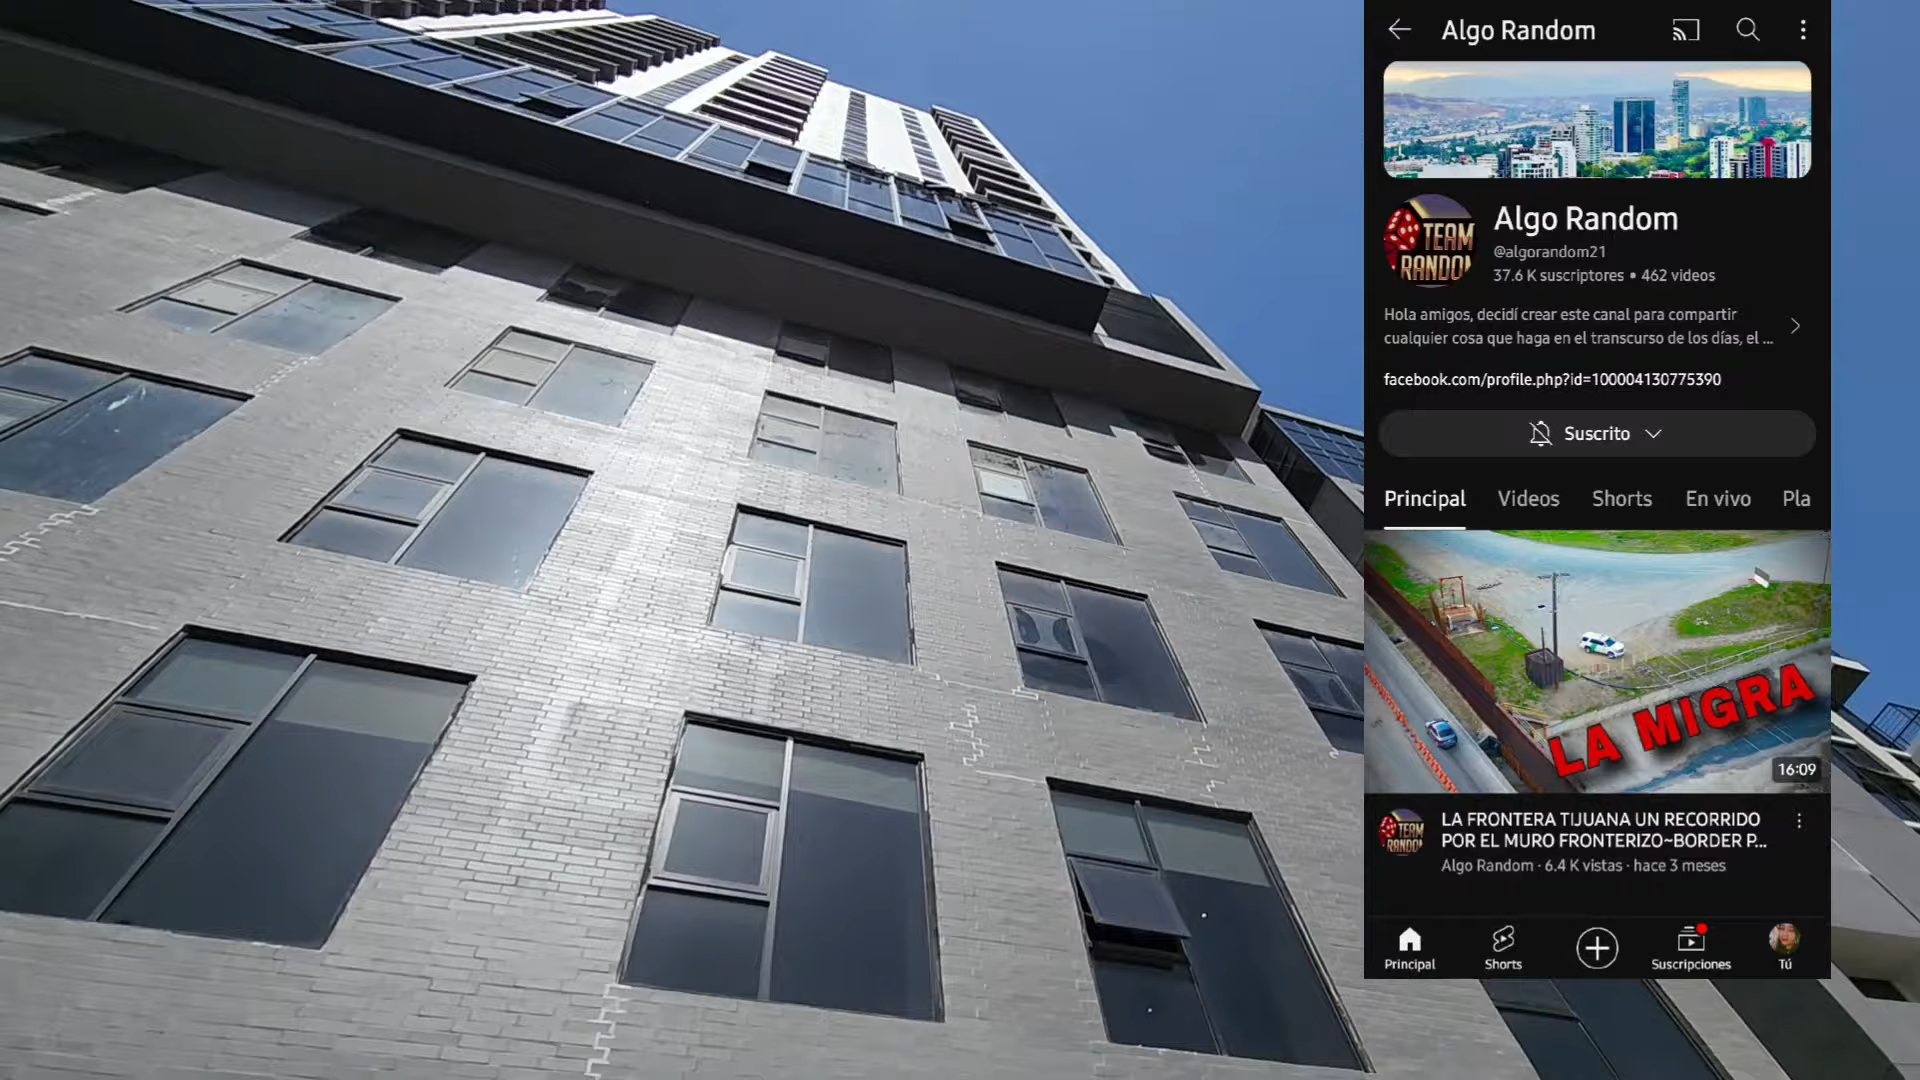 Algo Random
TEAM
RANDO
Algo Random
@algorandom21
37.6 K suscriptores • 462 videos
Hola amigos, decidí crear este canal para compartir
cualquier cosa que haga en el transcurso de los días, el ...
facebook.com/profile.php?id=100004130775390
Suscrito
Principal Videos Shorts En vivo Pla
LA MIGRA
16:09
TEAM
RANDO
LA FRONTERA TIJUANA UN RECORRIDO
POR EL MURO FRONTERIZO~BORDER P...
Algo Random · 6.4 K vistas · hace 3 meses
Principal Shorts Suscripciones Tú